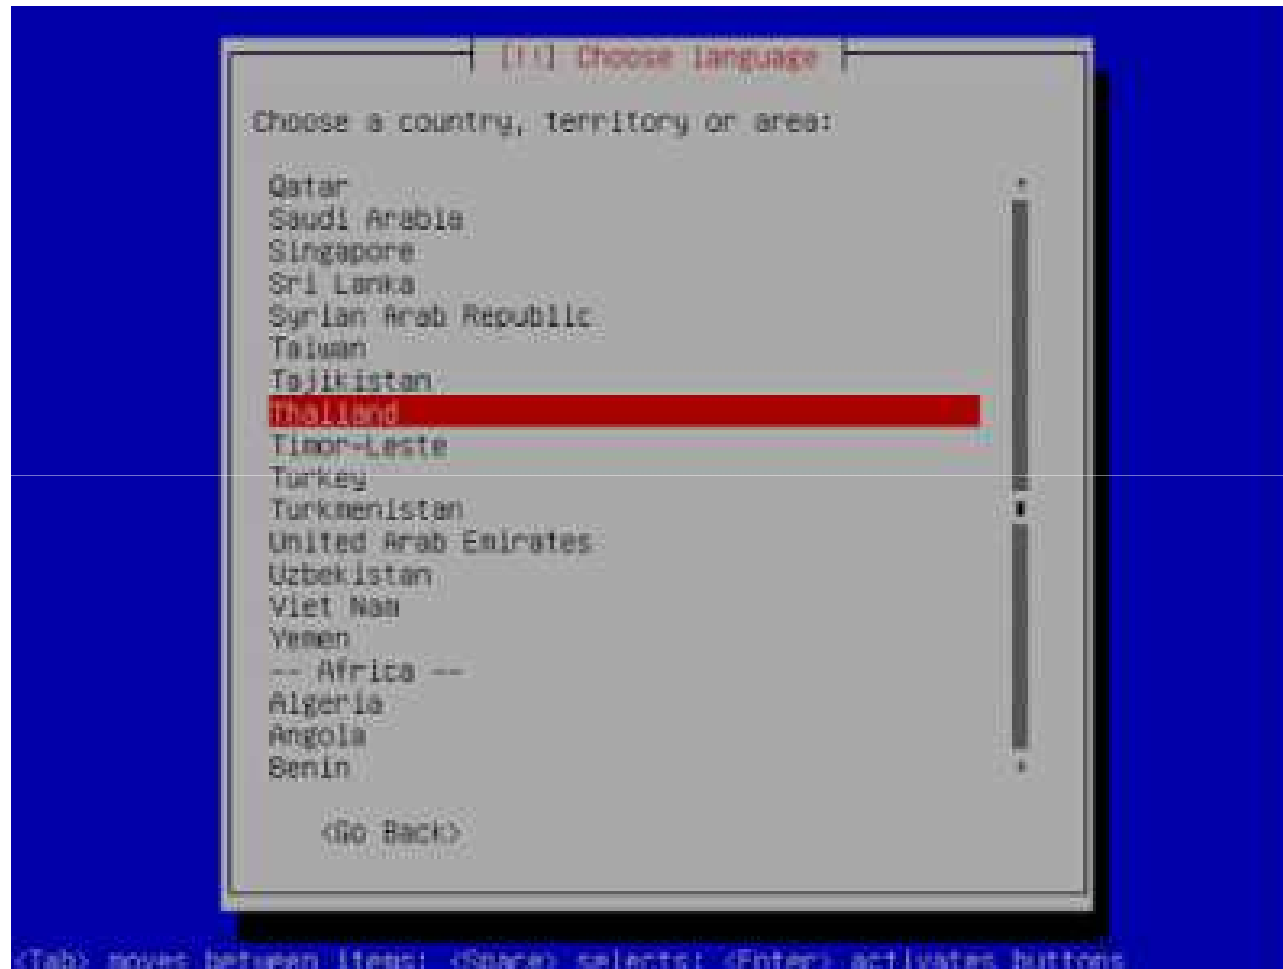 [!!] Choose language
Choose a country, territory or area:
Qatar
Saudi Arabia
Singapore
Sri Lanka
Syrian Arab Republic
Taiwan
Tajikistan
Thailand
Timor-Leste
Turkey
Turkmenistan
United Arab Emirates
Uzbekistan
Viet Nam
Yemen
-- Africa --
Algeria
Angola
Benin
<Go Back>
<Tab> moves between items; <Space> selects; <Enter> activates buttons